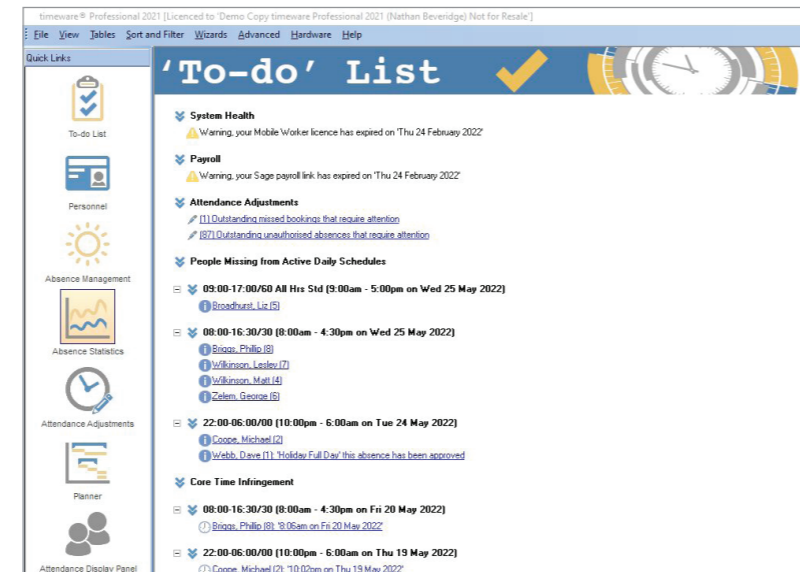 timeware® Professional 2021 [Licenced to 'Demo Copy timeware Professional 2021 (Nathan Beveridge) Not for Resale']
File View Tables Sort and Filter Wizards Advanced Hardware Help
Quick Links
'To-do' List
To-do List
Personnel
Absence Management
Absence Statistics
Attendance Adjustments
Planner
Attendance Display Panel
System Health
Warning, your Mobile Worker licence has expired on 'Thu 24 February 2022'
Payroll
Warning, your Sage payroll link has expired on 'Thu 24 February 2022'
Attendance Adjustments
[1] Outstanding missed bookings that require attention
[87] Outstanding unauthorised absences that require attention
People Missing from Active Daily Schedules
09:00-17:00/60 All Hrs Std (9:00am - 5:00pm on Wed 25 May 2022)
Broadhurst, Liz [5]
08:00-16:30/30 (8:00am - 4:30pm on Wed 25 May 2022)
Briggs, Phillip [8]
Wilkinson, Lesley [7]
Wilkinson, Matt [4]
Zelem, George [6]
22:00-06:00/00 (10:00pm - 6:00am on Tue 24 May 2022)
Coope, Michael [2]
Webb, Dave [1]: 'Holiday Full Day' this absence has been approved
Core Time Infringement
08:00-16:30/30 (8:00am - 4:30pm on Fri 20 May 2022)
Briggs, Phillip [8]: '8:06am on Fri 20 May 2022'
22:00-06:00/00 (10:00pm - 6:00am on Thu 19 May 2022)
Coope, Michael [2]: '10:02pm on Thu 19 May 2022'